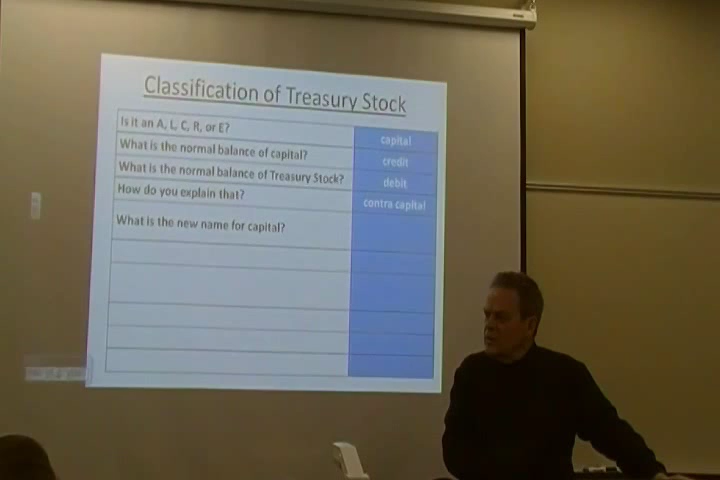 Classification of Treasury Stock
Is it an A, L, C, R, or E?
capital
What is the normal balance of capital?
credit
What is the normal balance of Treasury Stock?
debit
How do you explain that?
contra capital
What is the new name for capital?